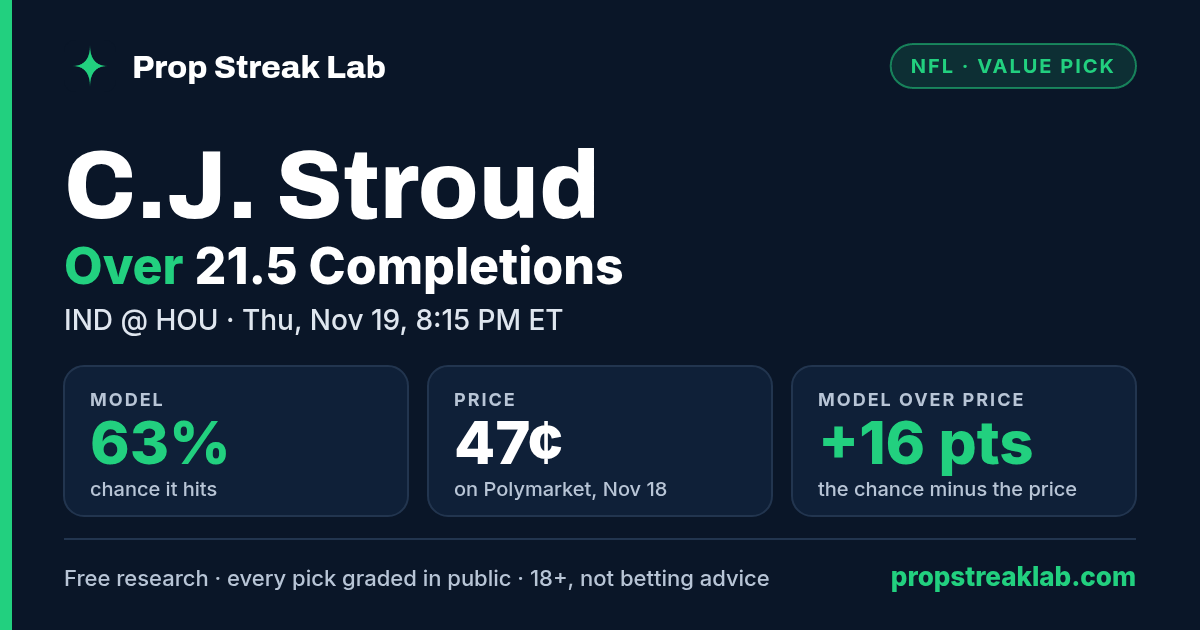 Prop Streak Lab
NFL · VALUE PICK
C.J. Stroud
Over 21.5 Completions
IND @ HOU · Thu, Nov 19, 8:15 PM ET
MODEL
63%
chance it hits
PRICE
47¢
on Polymarket, Nov 18
MODEL OVER PRICE
+16 pts
the chance minus the price
Free research · every pick graded in public · 18+, not betting advice
propstreaklab.com